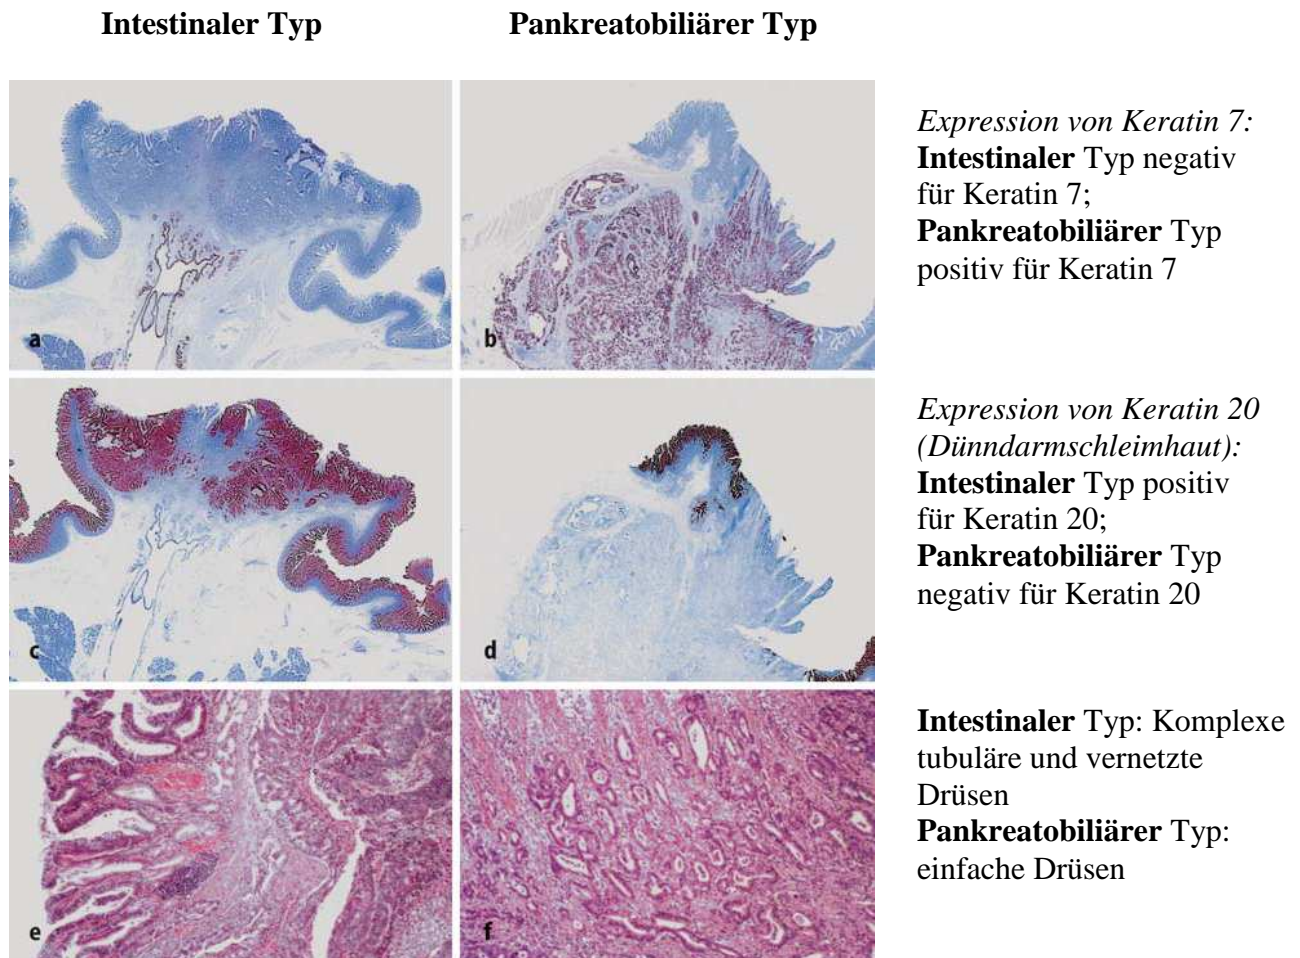 Intestinaler Typ
Pankreatobiliärer Typ
a
b
Expression von Keratin 7:
Intestinaler Typ negativ
für Keratin 7;
Pankreatobiliärer Typ
positiv für Keratin 7
c
d
Expression von Keratin 20
(Dünndarmschleimhaut):
Intestinaler Typ positiv
für Keratin 20;
Pankreatobiliärer Typ
negativ für Keratin 20
e
f
Intestinaler Typ: Komplexe
tubuläre und vernetzte
Drüsen
Pankreatobiliärer Typ:
einfache Drüsen